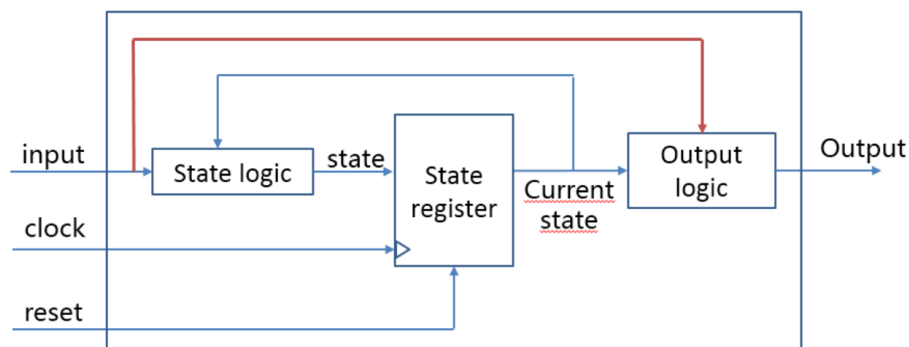 input
State logic
state
State
register
Current
state
Output
logic
Output
clock
reset